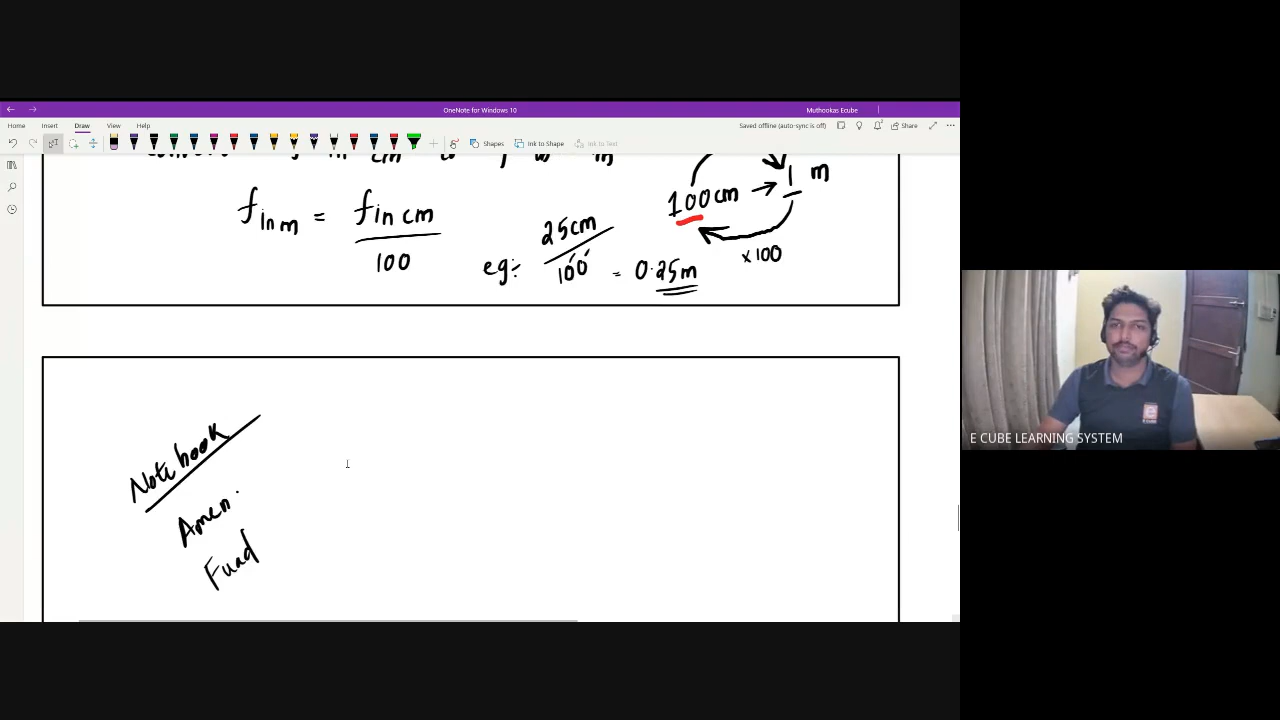 OneNote for Windows 10
Muthookas Ecube
Home Insert Draw View Help
Saved offline (auto-sync is off)
Share
Shapes
Ink to Shape
Ink to Text
cm
m
f in m = f in cm / 100
eg:- 25cm / 100 = 0.25m
100cm → 1 m
x 100
Notebook
Amen
Fuad
E CUBE
E CUBE LEARNING SYSTEM